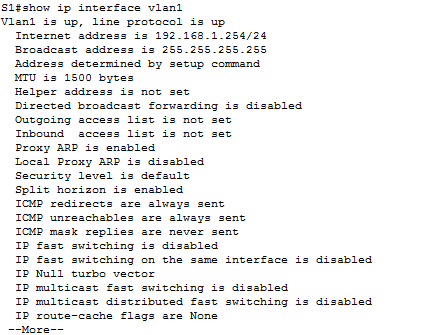 S1#show ip interface vlan1
Vlan1 is up, line protocol is up
Internet address is 192.168.1.254/24
Broadcast address is 255.255.255.255
Address determined by setup command
MTU is 1500 bytes
Helper address is not set
Directed broadcast forwarding is disabled
Outgoing access list is not set
Inbound  access list is not set
Proxy ARP is enabled
Local Proxy ARP is disabled
Security level is default
Split horizon is enabled
ICMP redirects are always sent
ICMP unreachables are always sent
ICMP mask replies are never sent
IP fast switching is disabled
IP fast switching on the same interface is disabled
IP Null turbo vector
IP multicast fast switching is disabled
IP multicast distributed fast switching is disabled
IP route-cache flags are None
--More--